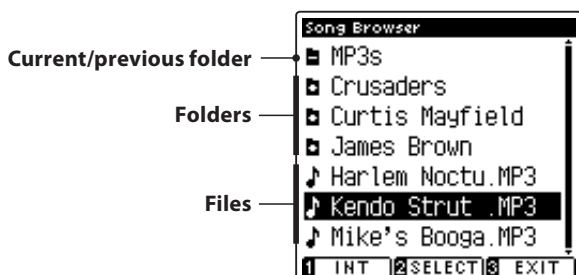 Song Browser
Current/previous folder
MP3s
Folders
Crusaders
Curtis Mayfield
James Brown
Files
Harlem Noctu.MP3
Kendo Strut .MP3
Mike's Booga.MP3
1 INT 2 SELECT 3 EXIT